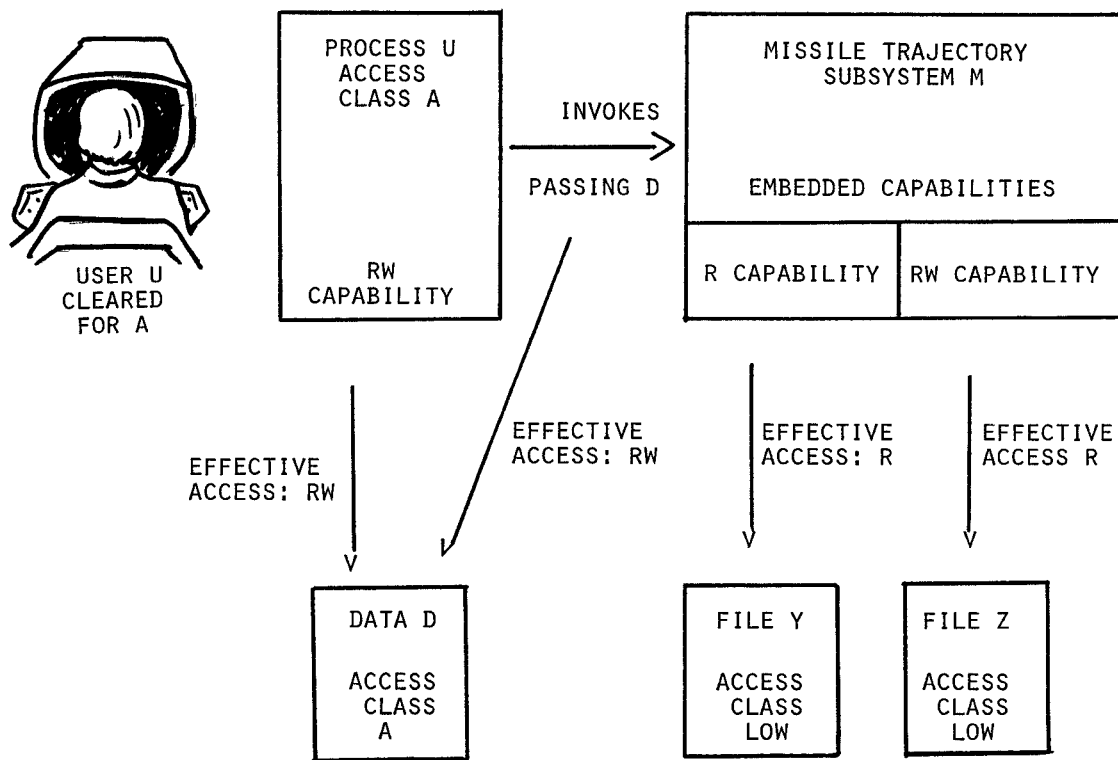 PROCESS U
ACCESS
CLASS A
RW
CAPABILITY
USER U
CLEARED
FOR A
INVOKES
PASSING D
MISSILE TRAJECTORY
SUBSYSTEM M
EMBEDDED CAPABILITIES
R CAPABILITY
RW CAPABILITY
EFFECTIVE
ACCESS: RW
EFFECTIVE
ACCESS: RW
EFFECTIVE
ACCESS: R
EFFECTIVE
ACCESS R
DATA D
ACCESS
CLASS
A
FILE Y
ACCESS
CLASS
LOW
FILE Z
ACCESS
CLASS
LOW